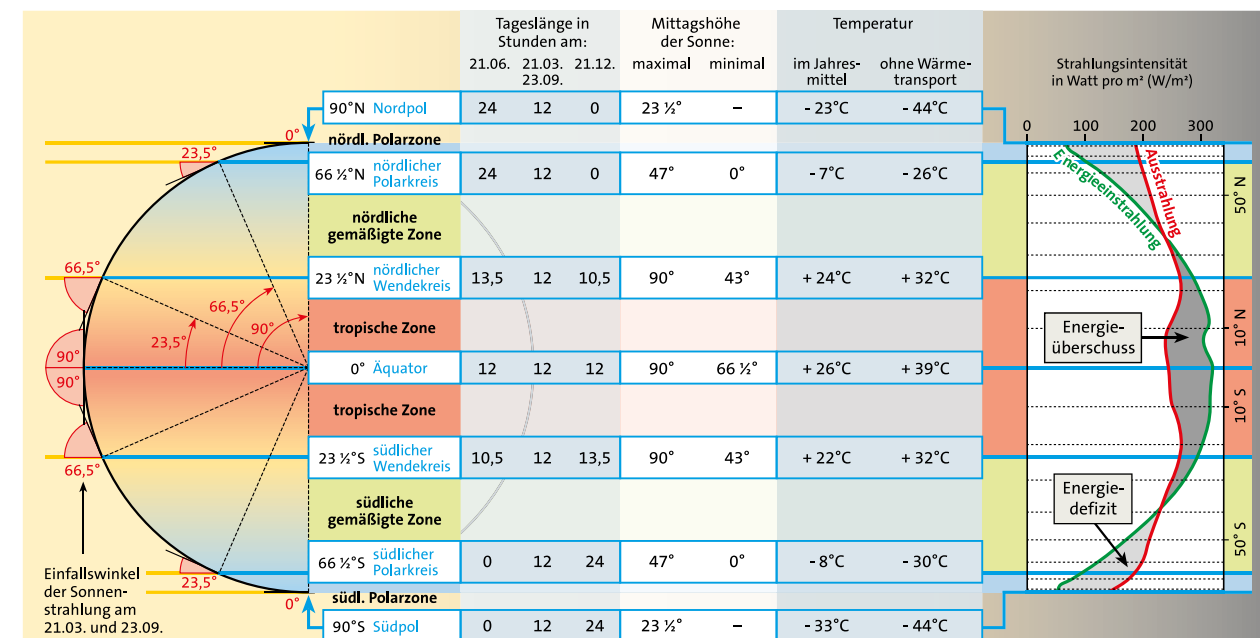 Tageslänge in
Stunden am:
Mittagshöhe
der Sonne:
Temperatur
21.06. 21.03. 21.12. maximal minimal im Jahres- ohne Wärme-
23.09. mittel transport
Strahlungsintensität
in Watt pro m² (W/m²)
90°N Nordpol 24 12 0 23 ½° – - 23°C - 44°C
0 100 200 300
0° nördl. Polarzone
23,5°
66 ½°N nördlicher Polarkreis 24 12 0 47° 0° - 7°C - 26°C
Energieeinstrahlung
Ausstrahlung
50° N
nördliche
gemäßigte Zone
66,5°
23 ½°N nördlicher Wendekreis 13,5 12 10,5 90° 43° + 24°C + 32°C
66,5°
90°
23,5°
tropische Zone
Energie-
überschuss
10° N
90°
90°
0° Äquator 12 12 12 90° 66 ½° + 26°C + 39°C
tropische Zone
10° S
66,5°
23 ½°S südlicher Wendekreis 10,5 12 13,5 90° 43° + 22°C + 32°C
südliche
gemäßigte Zone
Energie-
defizit
50° S
66 ½°S südlicher Polarkreis 0 12 24 47° 0° - 8°C - 30°C
23,5°
Einfallswinkel
der Sonnen-
strahlung am
21.03. und 23.09.
0° südl. Polarzone
90°S Südpol 0 12 24 23 ½° – - 33°C - 44°C